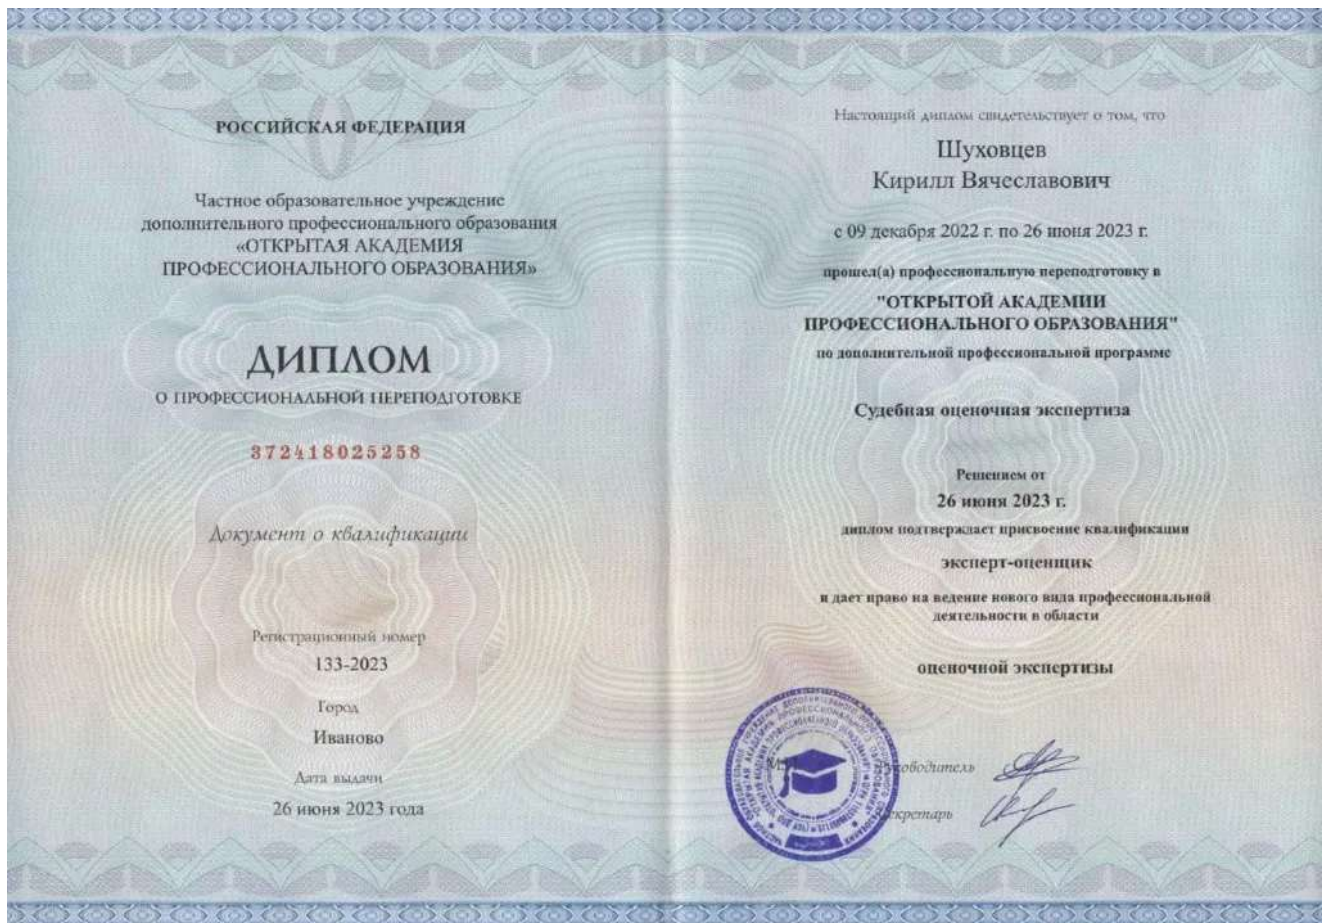 РОССИЙСКАЯ ФЕДЕРАЦИЯ
Частное образовательное учреждение
дополнительного профессионального образования
«ОТКРЫТАЯ АКАДЕМИЯ
ПРОФЕССИОНАЛЬНОГО ОБРАЗОВАНИЯ»
ДИПЛОМ
О ПРОФЕССИОНАЛЬНОЙ ПЕРЕПОДГОТОВКЕ
372418025258
Документ о квалификации
Регистрационный номер
133-2023
Город
Иваново
Дата выдачи
26 июня 2023 года
Настоящий диплом свидетельствует о том, что
Шуховцев
Кирилл Вячеславович
с 09 декабря 2022 г. по 26 июня 2023 г.
прошел(а) профессиональную переподготовку в
"ОТКРЫТОЙ АКАДЕМИИ
ПРОФЕССИОНАЛЬНОГО ОБРАЗОВАНИЯ"
по дополнительной профессиональной программе
Судебная оценочная экспертиза
Решением от
26 июня 2023 г.
диплом подтверждает присвоение квалификации
эксперт-оценщик
и дает право на ведение нового вида профессиональной
деятельности в области
оценочной экспертизы
Руководитель
Секретарь